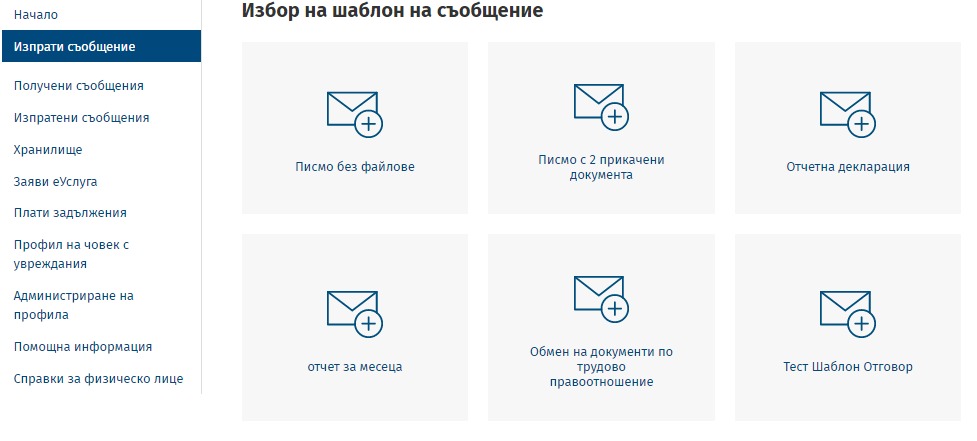 Начало
Изпрати съобщение
Получени съобщения
Изпратени съобщения
Хранилище
Заяви еУслуга
Плати задължения
Профил на човек с
увреждания
Администриране на
профила
Помощна информация
Справки за физическо лице
Избор на шаблон на съобщение
Писмо без файлове
Писмо с 2 прикачени
документа
Отчетна декларация
отчет за месеца
Обмен на документи по
трудово
правоотношение
Тест Шаблон Отговор